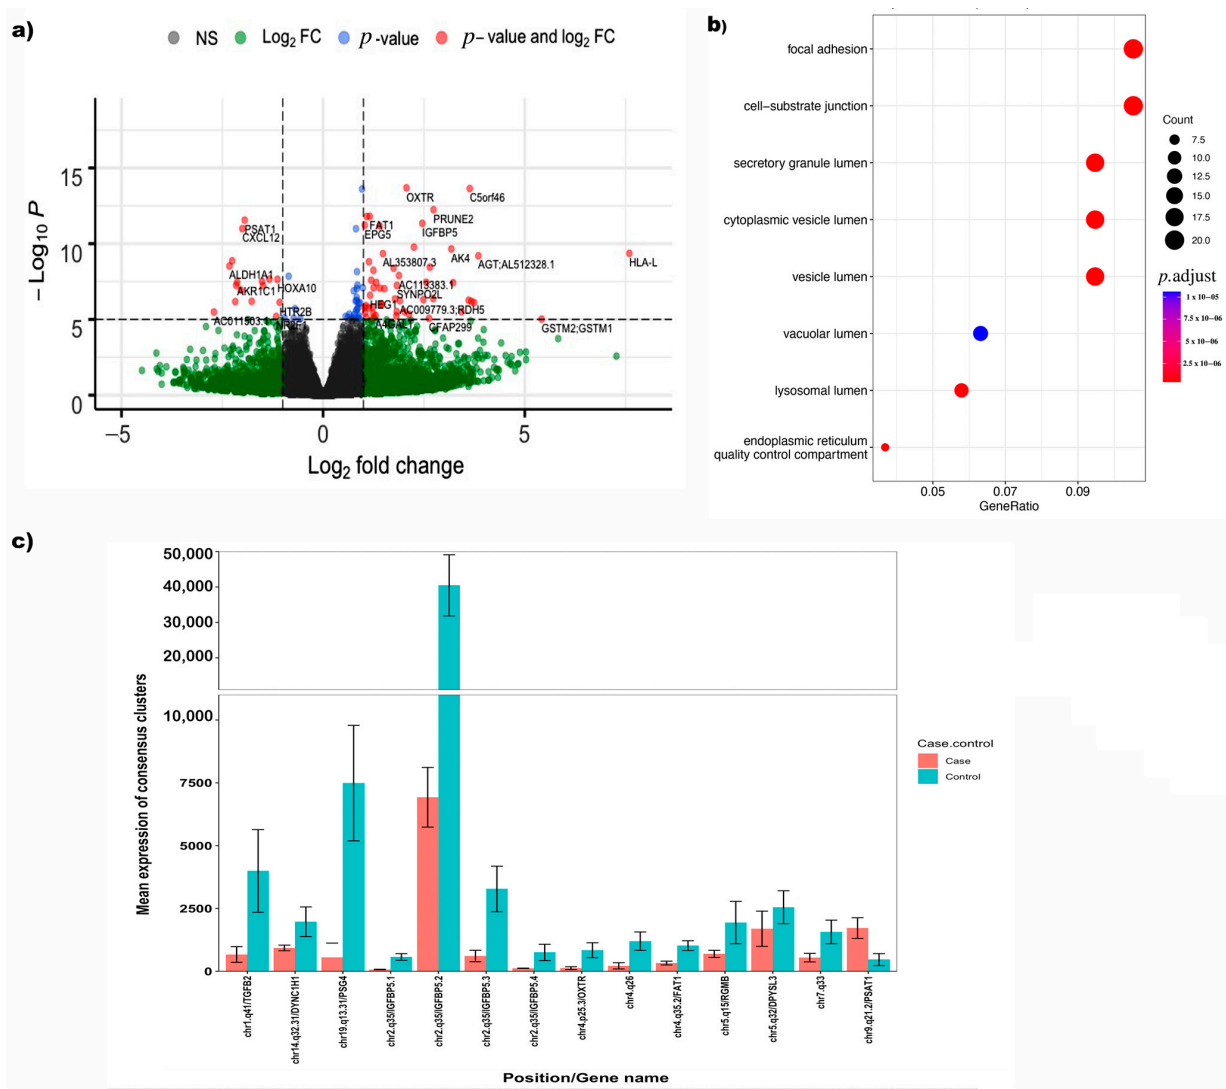 a)
NS Log2 FC p -value p- value and log2 FC
− Log10 P
15
10
5
0
−5
0
5
Log2 fold change
OXTR
C5orf46
PRUNE2
FAT1
EPG5
IGFBP5
PSAT1
CXCL12
AK4
AL353807.3
AGT;AL512328.1
HLA-L
ALDH1A1
AKR1C1
HOXA10
AC113383.1
SYNPO2L
HEG1
AC009779.3;RDH5
HTR2B
AC011503.1
A4GALT
CFAP299
GSTM2;GSTM1
b)
focal adhesion
cell−substrate junction
secretory granule lumen
cytoplasmic vesicle lumen
vesicle lumen
vacuolar lumen
lysosomal lumen
endoplasmic reticulum
quality control compartment
0.05
0.07
0.09
GeneRatio
Count
7.5
10.0
12.5
15.0
17.5
20.0
p.adjust
1 x 10−05
7.5 x 10−06
5 x 10−06
2.5 x 10−06
c)
Mean expression of consensus clusters
50,000
40,000
30,000
20,000
10,000
7500
5000
2500
0
chr1.q41/TGFB2
chr14.q32.31/DYNC1H1
chr19.q13.31/PSG4
chr2.q35/IGFBP5.1
chr2.q35/IGFBP5.2
chr2.q35/IGFBP5.3
chr2.q35/IGFBP5.4
chr4.p25.3/OXTR
chr4.q26
chr4.q35.2/FAT1
chr5.q15/RGMB
chr5.q32/DPYSL3
chr7.q33
chr9.q21.2/PSAT1
Position/Gene name
Case.control
Case
Control